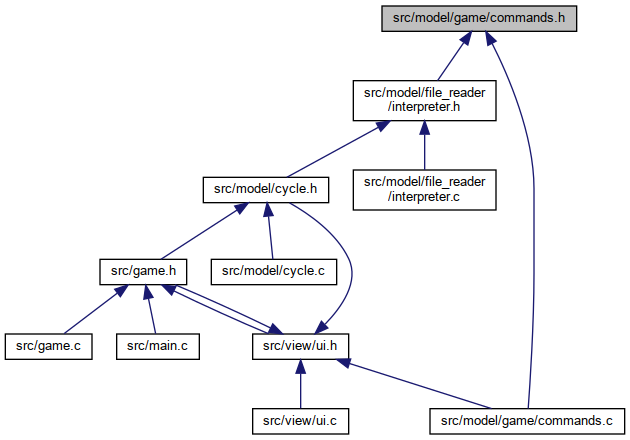 src/model/game/commands.h
src/model/file_reader
/interpreter.h
src/model/cycle.h
src/model/file_reader
/interpreter.c
src/game.h
src/model/cycle.c
src/game.c
src/main.c
src/view/ui.h
src/view/ui.c
src/model/game/commands.c